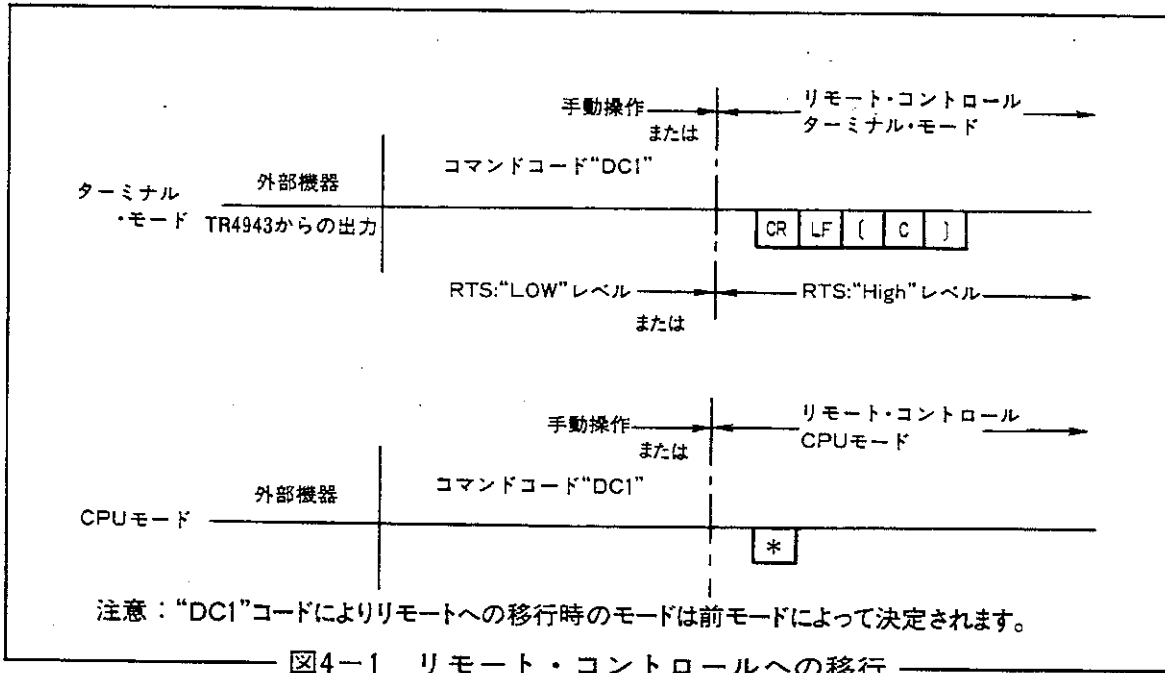 手動操作
または
リモート・コントロール
ターミナル・モード
ターミナル
・モード
外部機器
コマンドコード“DC1”
TR4943からの出力
CR LF [ C ]
RTS:“LOW”レベル
または
RTS:“High”レベル
手動操作
または
リモート・コントロール
CPUモード
外部機器
コマンドコード“DC1”
CPUモード
*
注意：“DC1”コードによりリモートへの移行時のモードは前モードによって決定されます。
図4－1 リモート・コントロールへの移行